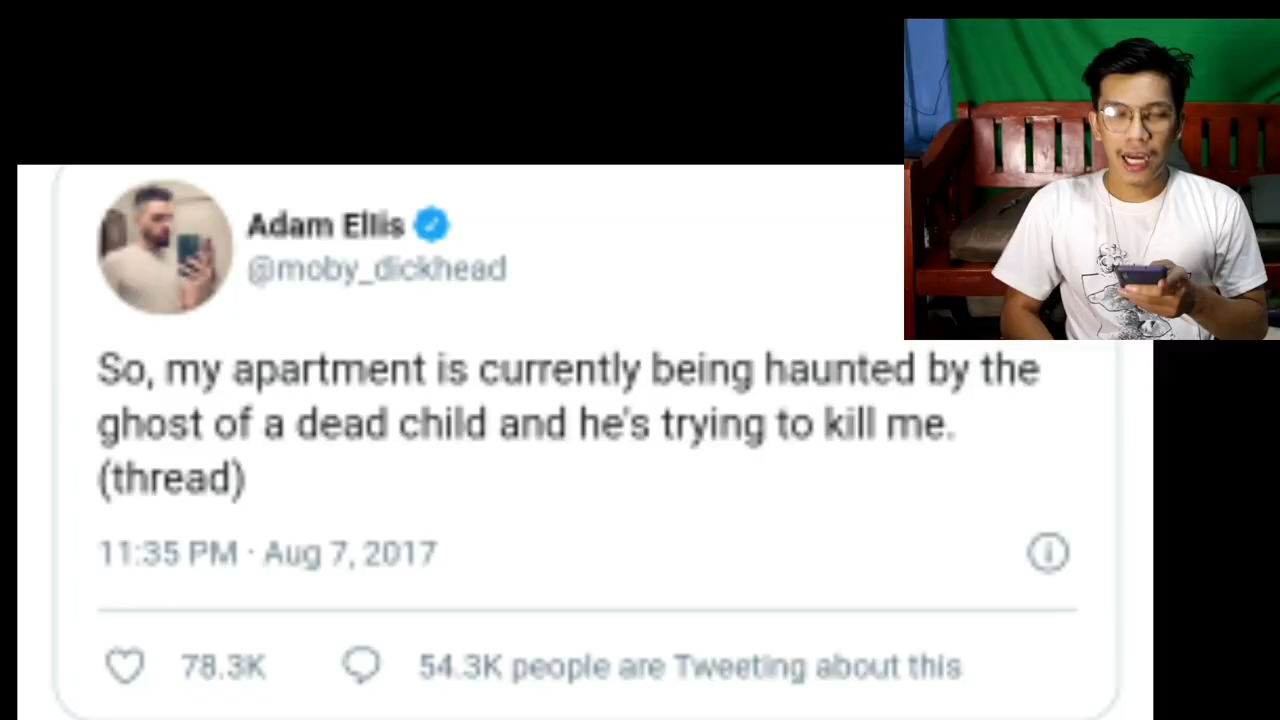 Adam Ellis
@moby_dickhead
So, my apartment is currently being haunted by the
ghost of a dead child and he's trying to kill me.
(thread)
11:35 PM · Aug 7, 2017
78.3K 54.3K people are Tweeting about this